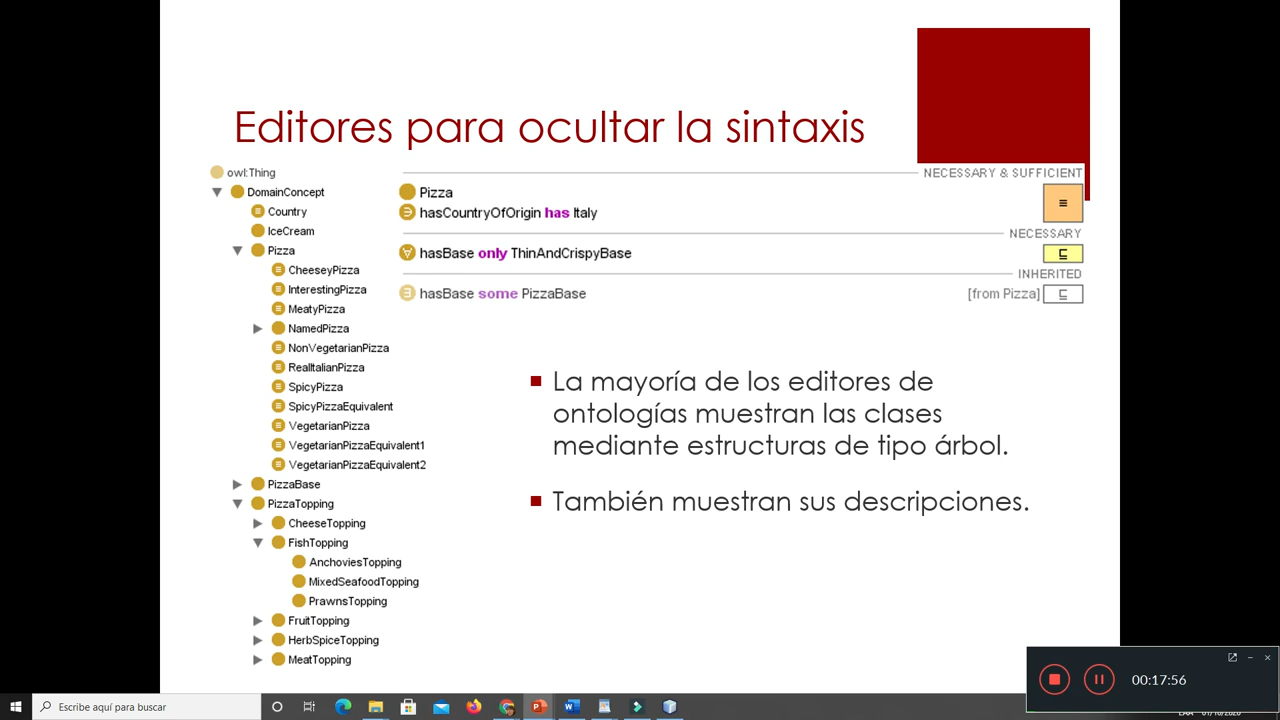 Editores para ocultar la sintaxis
owl:Thing
DomainConcept
Country
IceCream
Pizza
CheeseyPizza
InterestingPizza
MeatyPizza
NamedPizza
NonVegetarianPizza
RealItalianPizza
SpicyPizza
SpicyPizzaEquivalent
VegetarianPizza
VegetarianPizzaEquivalent1
VegetarianPizzaEquivalent2
PizzaBase
PizzaTopping
CheeseTopping
FishTopping
AnchoviesTopping
MixedSeafoodTopping
PrawnsTopping
FruitTopping
HerbSpiceTopping
MeatTopping
NECESSARY & SUFFICIENT
Pizza
≡
hasCountryOfOrigin has Italy
NECESSARY
hasBase only ThinAndCrispyBase
⊑
INHERITED
hasBase some PizzaBase
[from Pizza] ⊑
La mayoría de los editores de
ontologías muestran las clases
mediante estructuras de tipo árbol.
También muestran sus descripciones.
00:17:56
Escribe aquí para buscar